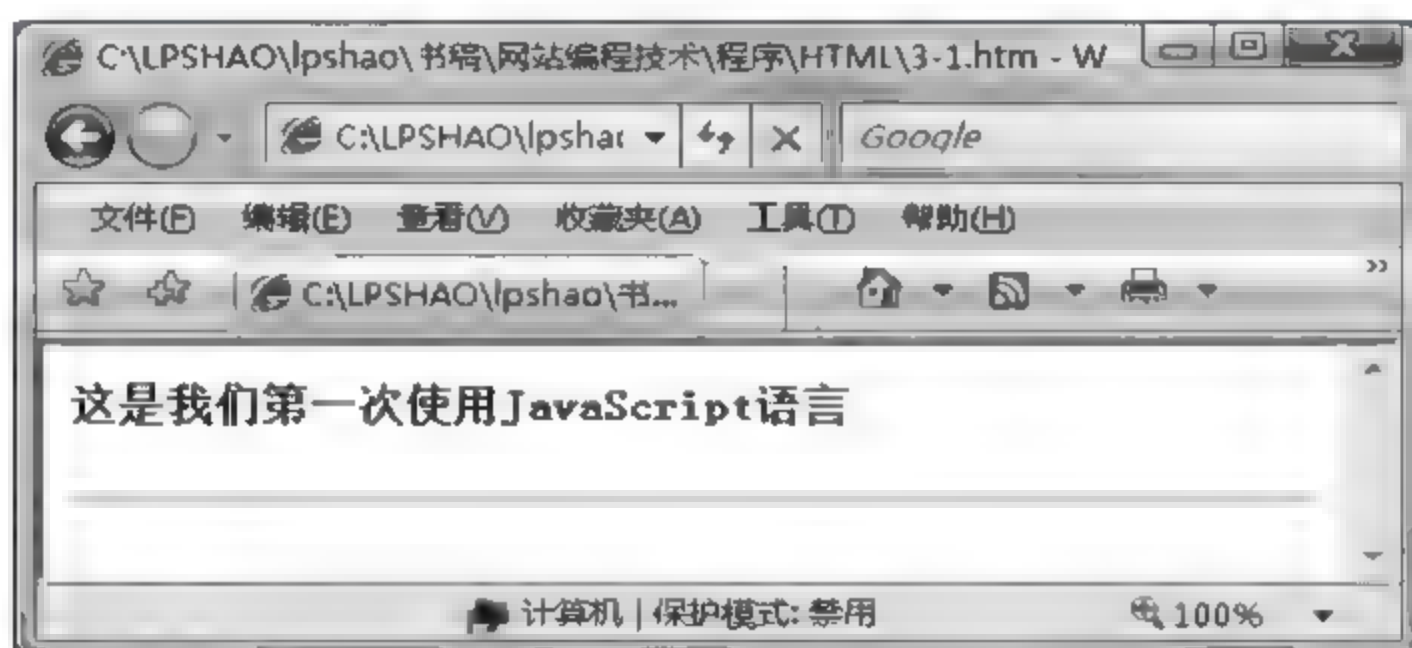 C:\LPSHAO\lpshao\书稿\网站编程技术\程序\HTML\3-1.htm - W
C:\LPSHAO\lpshac
Google
文件(F) 编辑(E) 查看(V) 收藏夹(A) 工具(T) 帮助(H)
C:\LPSHAO\lpshao\书...
这是我们第一次使用JavaScript语言
计算机 | 保护模式: 禁用 100%